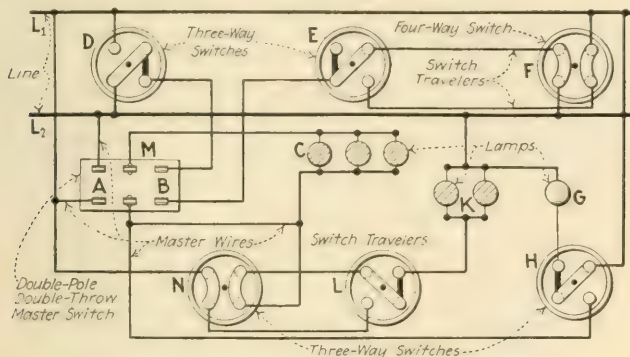 L1
D
Three-Way
Switches
E
Four-Way Switch
F
Line
Switch
Travelers
L2
M
A
B
C
Lamps
K
G
Master Wires
Switch Travelers
H
Double-Pole
Double-Throw
Master Switch
N
L
Three-Way Switches